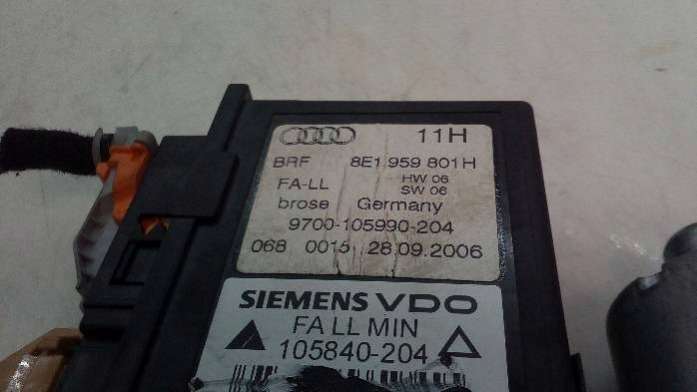 11H
BRF 8E1 959 801H
FA-LL HW 06
SW 06
brose Germany
9700-105990-204
068 0015 28.09.2006
SIEMENS VDO
FA LL MIN
105840-204